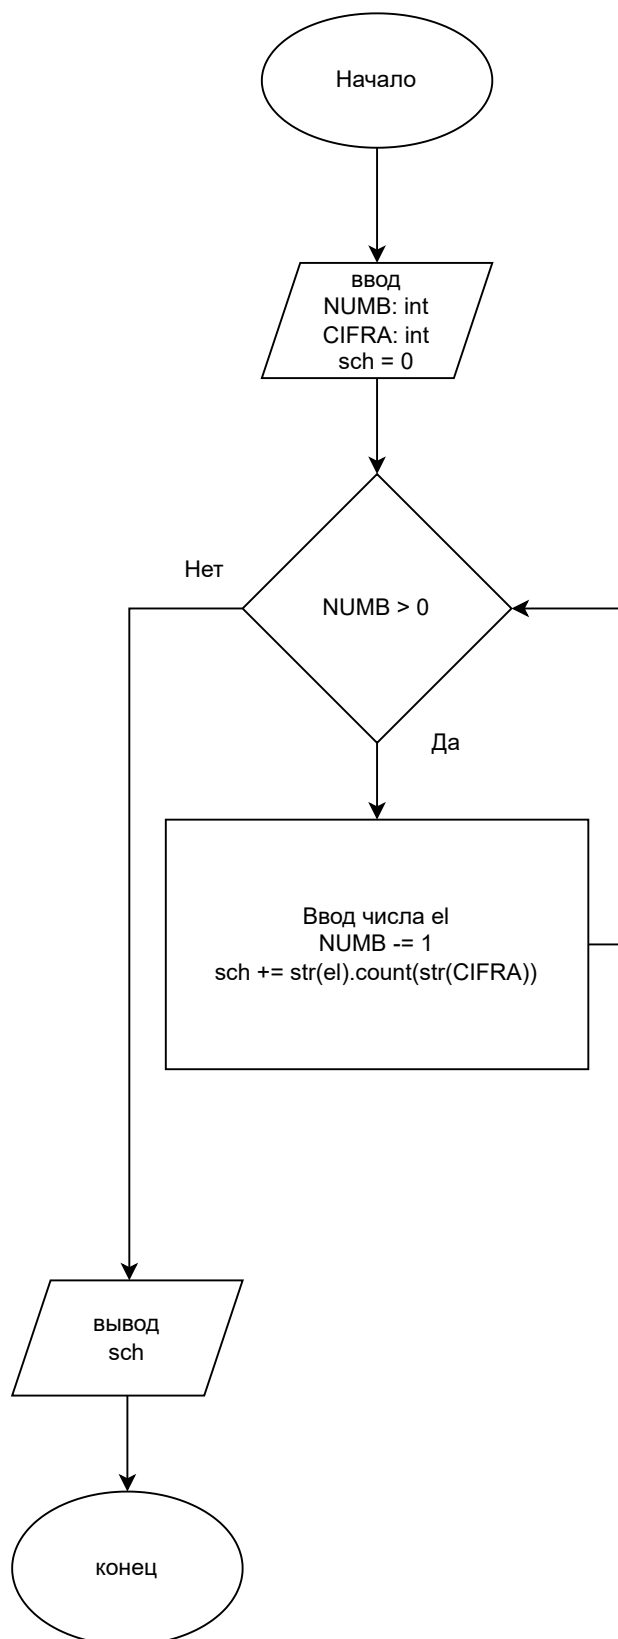 Начало
ввод
NUMB: int
CIFRA: int
sch = 0
Нет
NUMB > 0
Да
Ввод числа el
NUMB -= 1
sch += str(el).count(str(CIFRA))
вывод
sch
конец